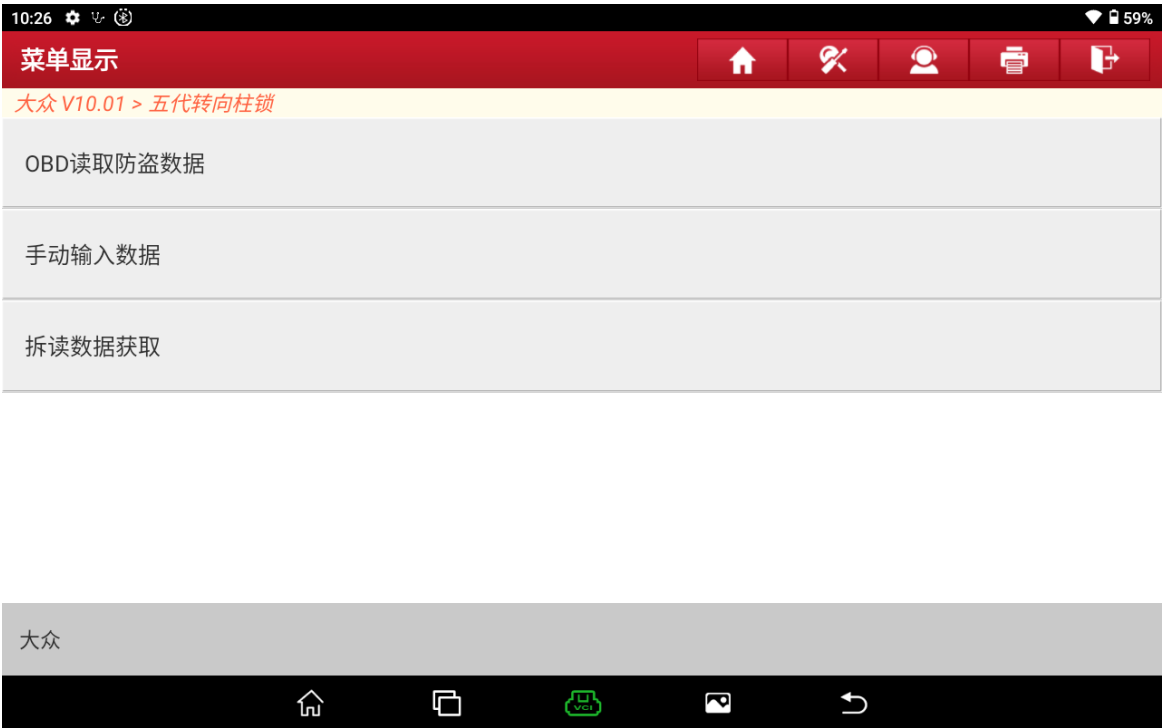 10:26 59%
菜单显示
大众 V10.01 > 五代转向柱锁
OBD读取防盗数据
手动输入数据
拆读数据获取
大众
VCI